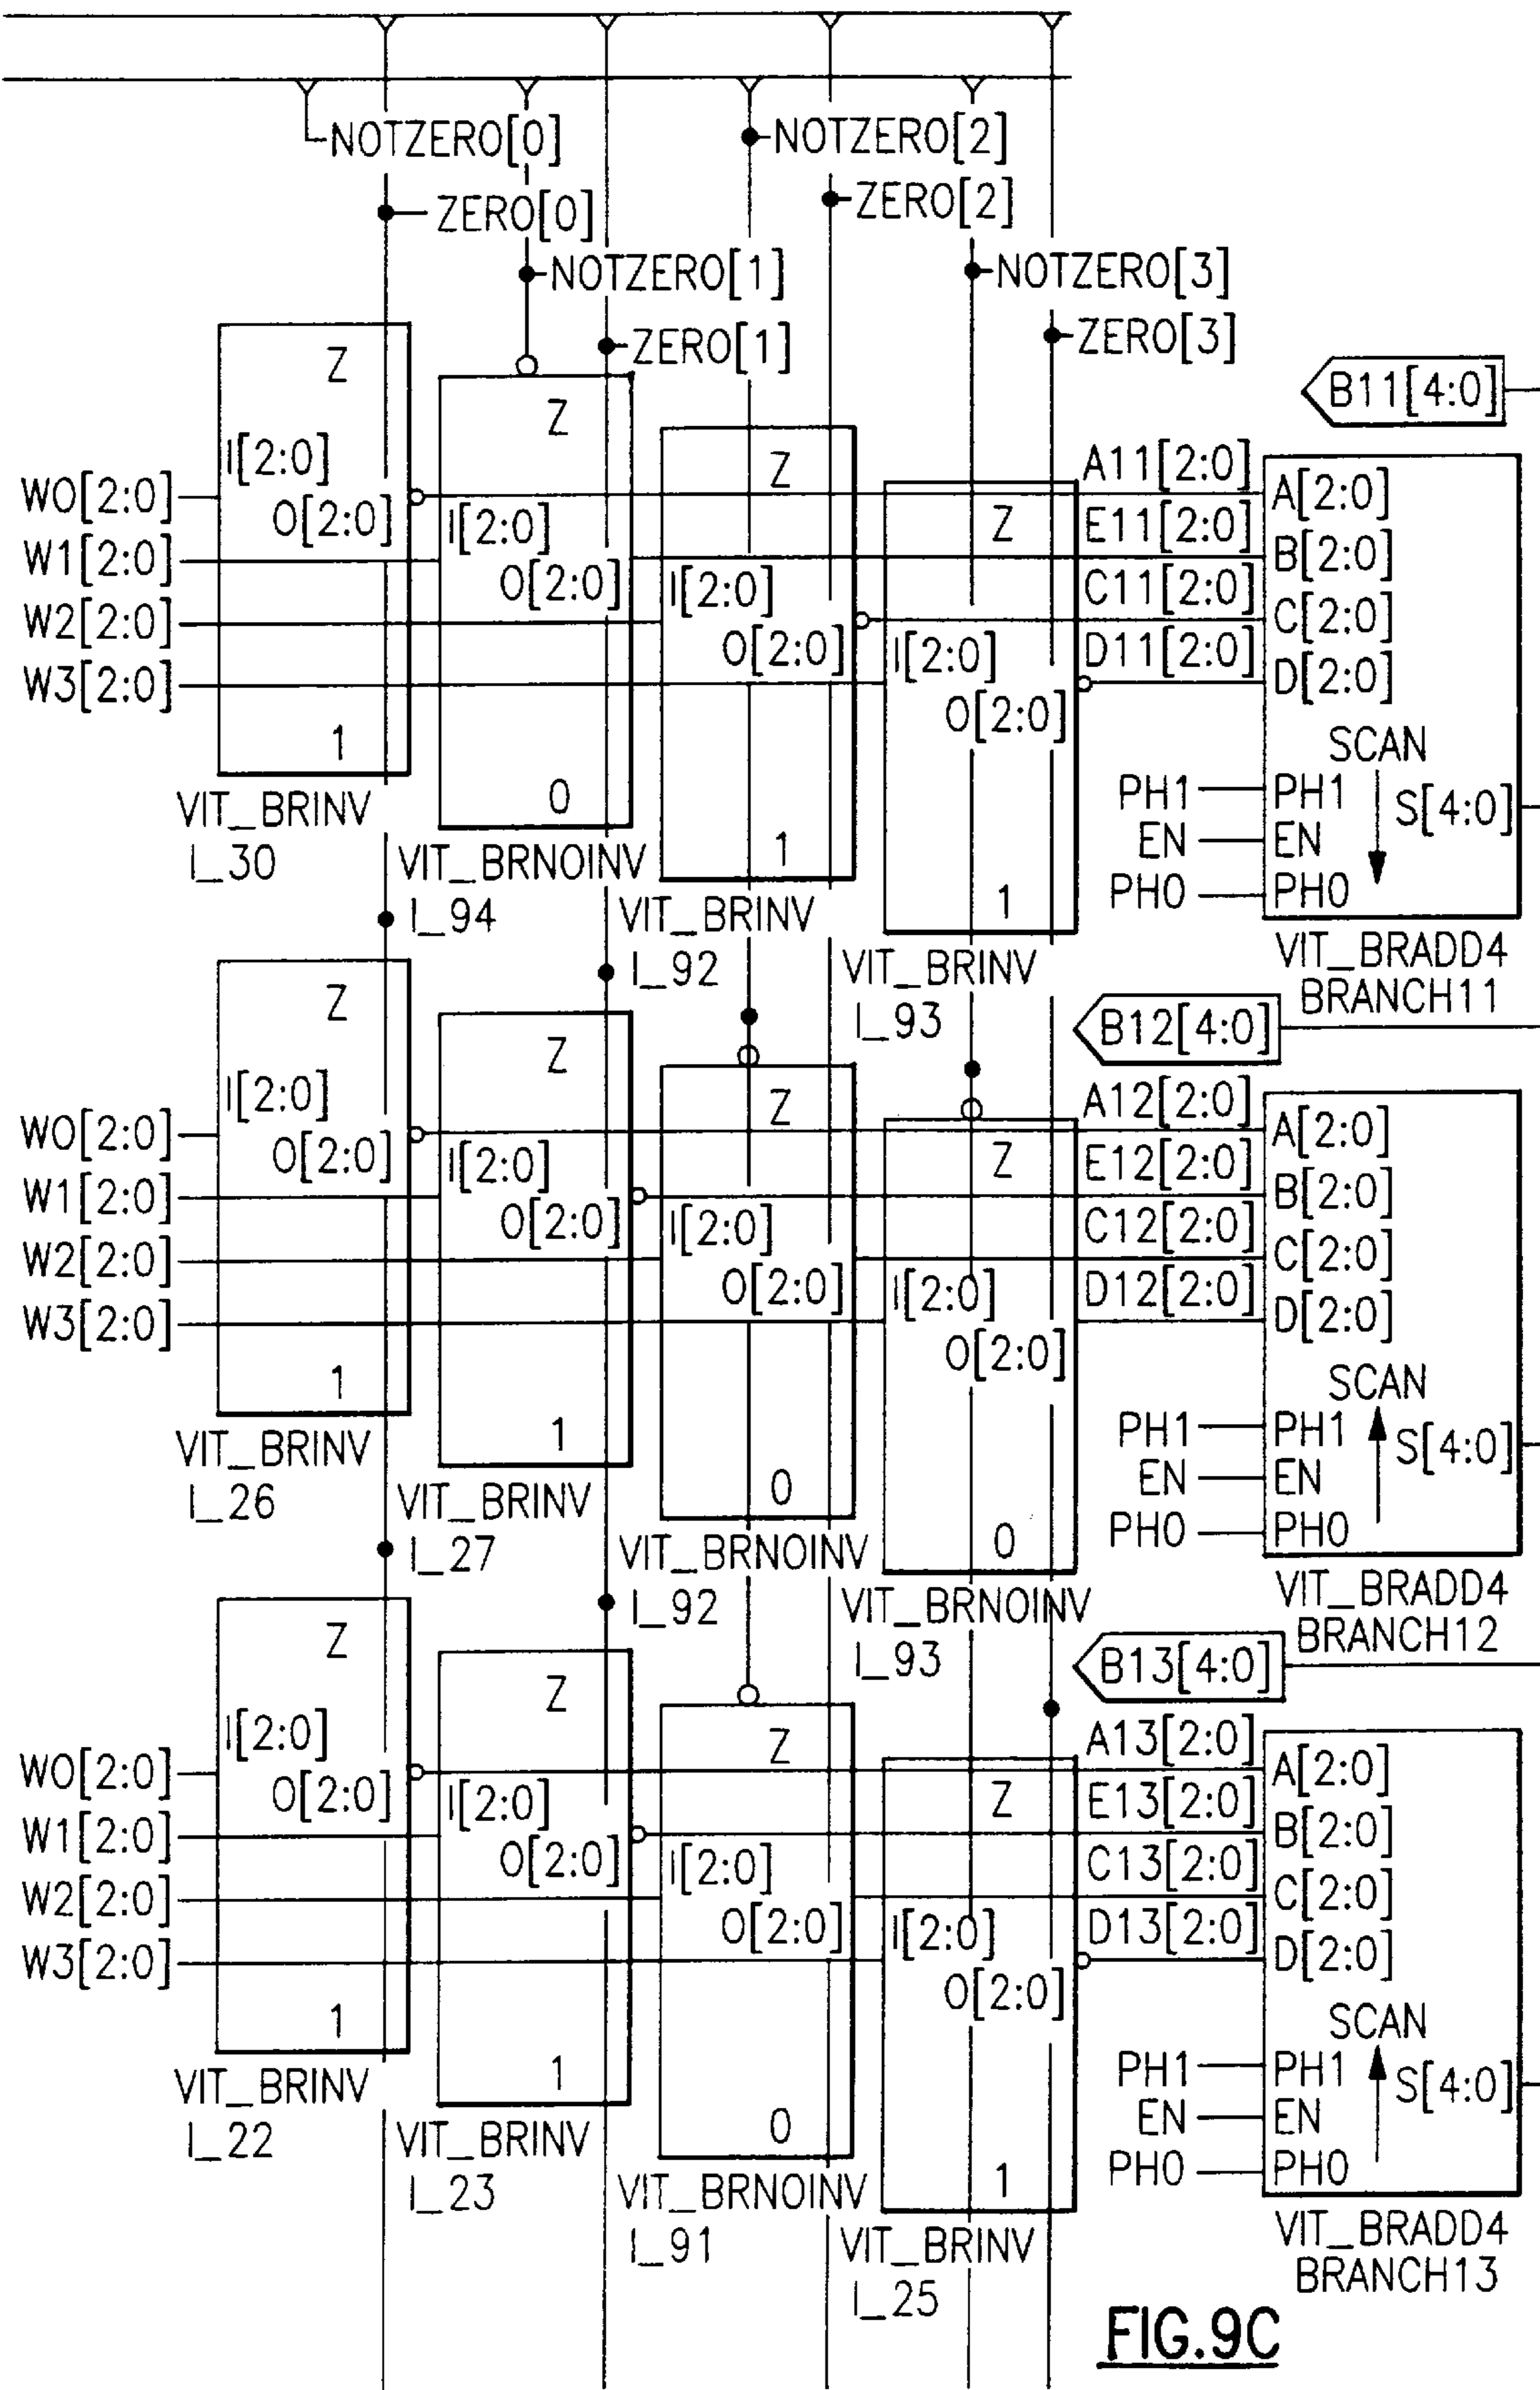 NOTZERO[0]
NOTZERO[2]
ZERO[0]
ZERO[2]
NOTZERO[1]
NOTZERO[3]
ZERO[1]
ZERO[3]
Z
Z
Z
Z
B11[4:0]
I[2:0]
O[2:0]
I[2:0]
O[2:0]
I[2:0]
O[2:0]
I[2:0]
O[2:0]
W0[2:0]
W1[2:0]
W2[2:0]
W3[2:0]
A11[2:0]
E11[2:0]
C11[2:0]
D11[2:0]
A[2:0]
B[2:0]
C[2:0]
D[2:0]
SCAN
PH1
EN
PH0
PH1
EN
PH0
S[4:0]
1
0
1
1
VIT_BRINV
I_30
VIT_BRNOINV
I_94
VIT_BRINV
I_92
VIT_BRINV
I_93
VIT_BRADD4
BRANCH11
B12[4:0]
Z
Z
Z
Z
I[2:0]
O[2:0]
I[2:0]
O[2:0]
I[2:0]
O[2:0]
I[2:0]
O[2:0]
W0[2:0]
W1[2:0]
W2[2:0]
W3[2:0]
A12[2:0]
E12[2:0]
C12[2:0]
D12[2:0]
A[2:0]
B[2:0]
C[2:0]
D[2:0]
SCAN
PH1
EN
PH0
PH1
EN
PH0
S[4:0]
1
1
0
0
VIT_BRINV
I_26
VIT_BRINV
I_27
VIT_BRNOINV
I_92
VIT_BRNOINV
I_93
VIT_BRADD4
BRANCH12
B13[4:0]
Z
Z
Z
Z
I[2:0]
O[2:0]
I[2:0]
O[2:0]
I[2:0]
O[2:0]
I[2:0]
O[2:0]
W0[2:0]
W1[2:0]
W2[2:0]
W3[2:0]
A13[2:0]
E13[2:0]
C13[2:0]
D13[2:0]
A[2:0]
B[2:0]
C[2:0]
D[2:0]
SCAN
PH1
EN
PH0
PH1
EN
PH0
S[4:0]
1
1
0
1
VIT_BRINV
I_22
VIT_BRINV
I_23
VIT_BRNOINV
I_91
VIT_BRINV
I_25
VIT_BRADD4
BRANCH13
FIG.9C